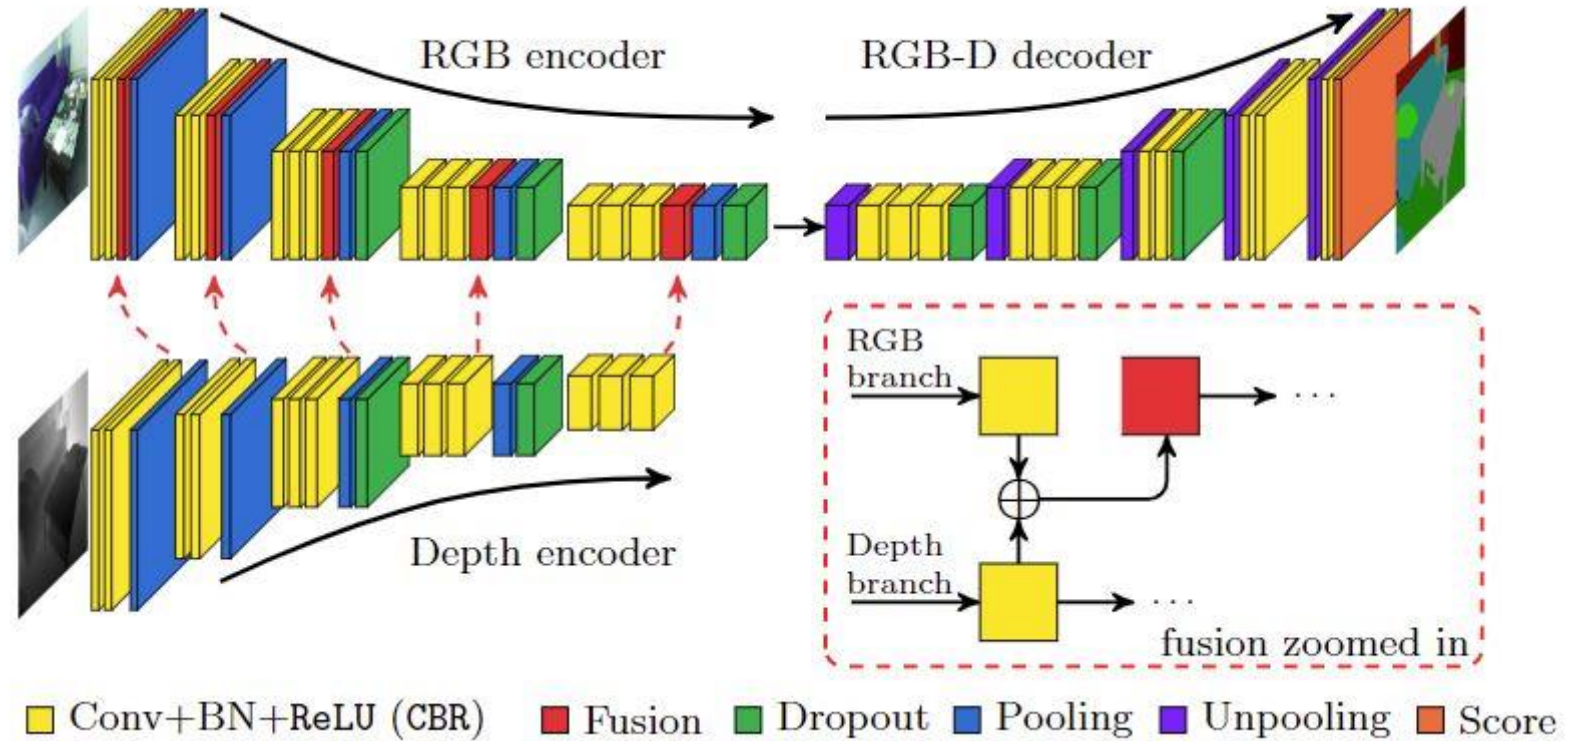 RGB encoder
RGB-D decoder
Depth encoder
RGB
branch
. . .
Depth
branch
. . .
fusion zoomed in
Conv+BN+ReLU (CBR) Fusion Dropout Pooling Unpooling Score